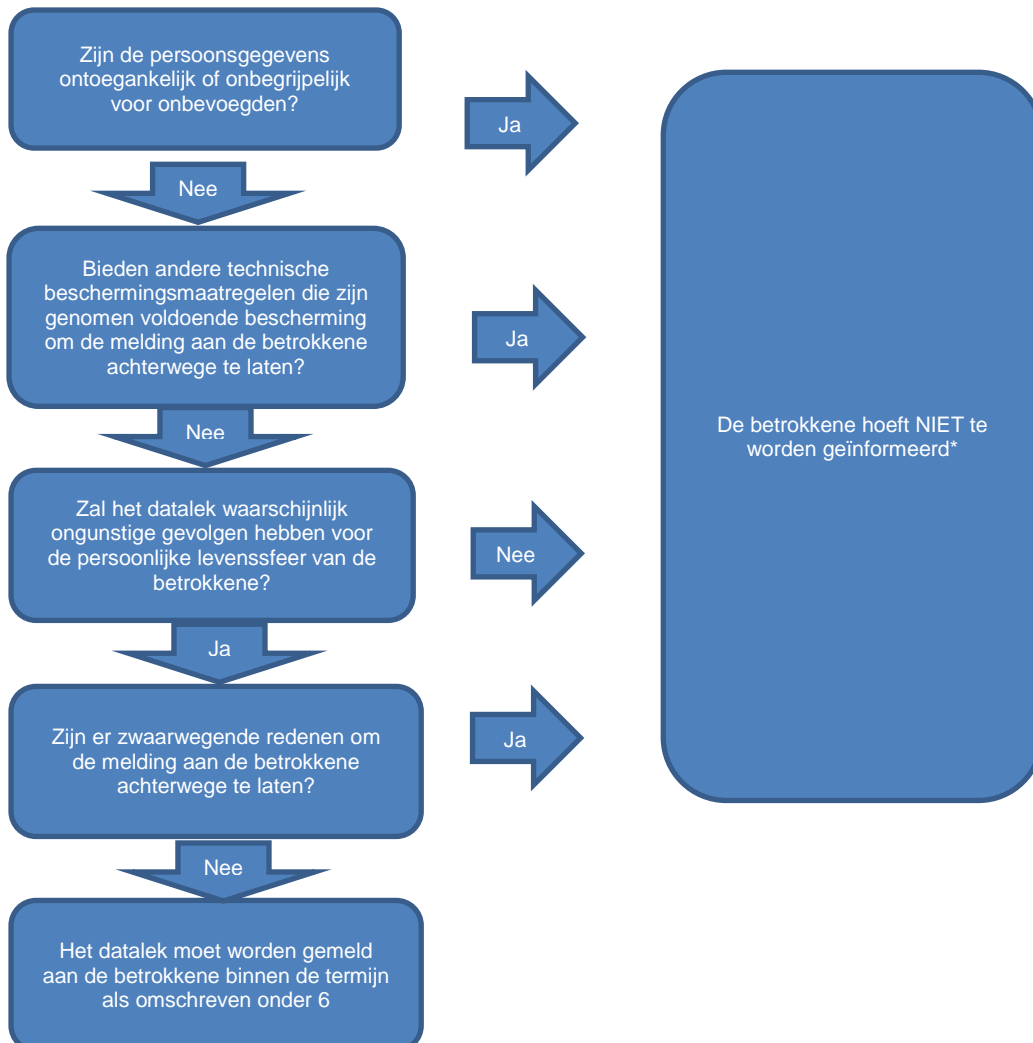 Zijn de persoonsgegevens
ontoegankelijk of onbegrijpelijk
voor onbevoegden?
Ja
Nee
Bieden andere technische
beschermingsmaatregelen die zijn
genomen voldoende bescherming
om de melding aan de betrokkene
achterwege te laten?
Ja
De betrokkene hoeft NIET te
worden geïnformeerd*
Nee
Zal het datalek waarschijnlijk
ongunstige gevolgen hebben voor
de persoonlijke levenssfeer van de
betrokkene?
Nee
Ja
Zijn er zwaarwegende redenen om
de melding aan de betrokkene
achterwege te laten?
Ja
Nee
Het datalek moet worden gemeld
aan de betrokkene binnen de termijn
als omschreven onder 6